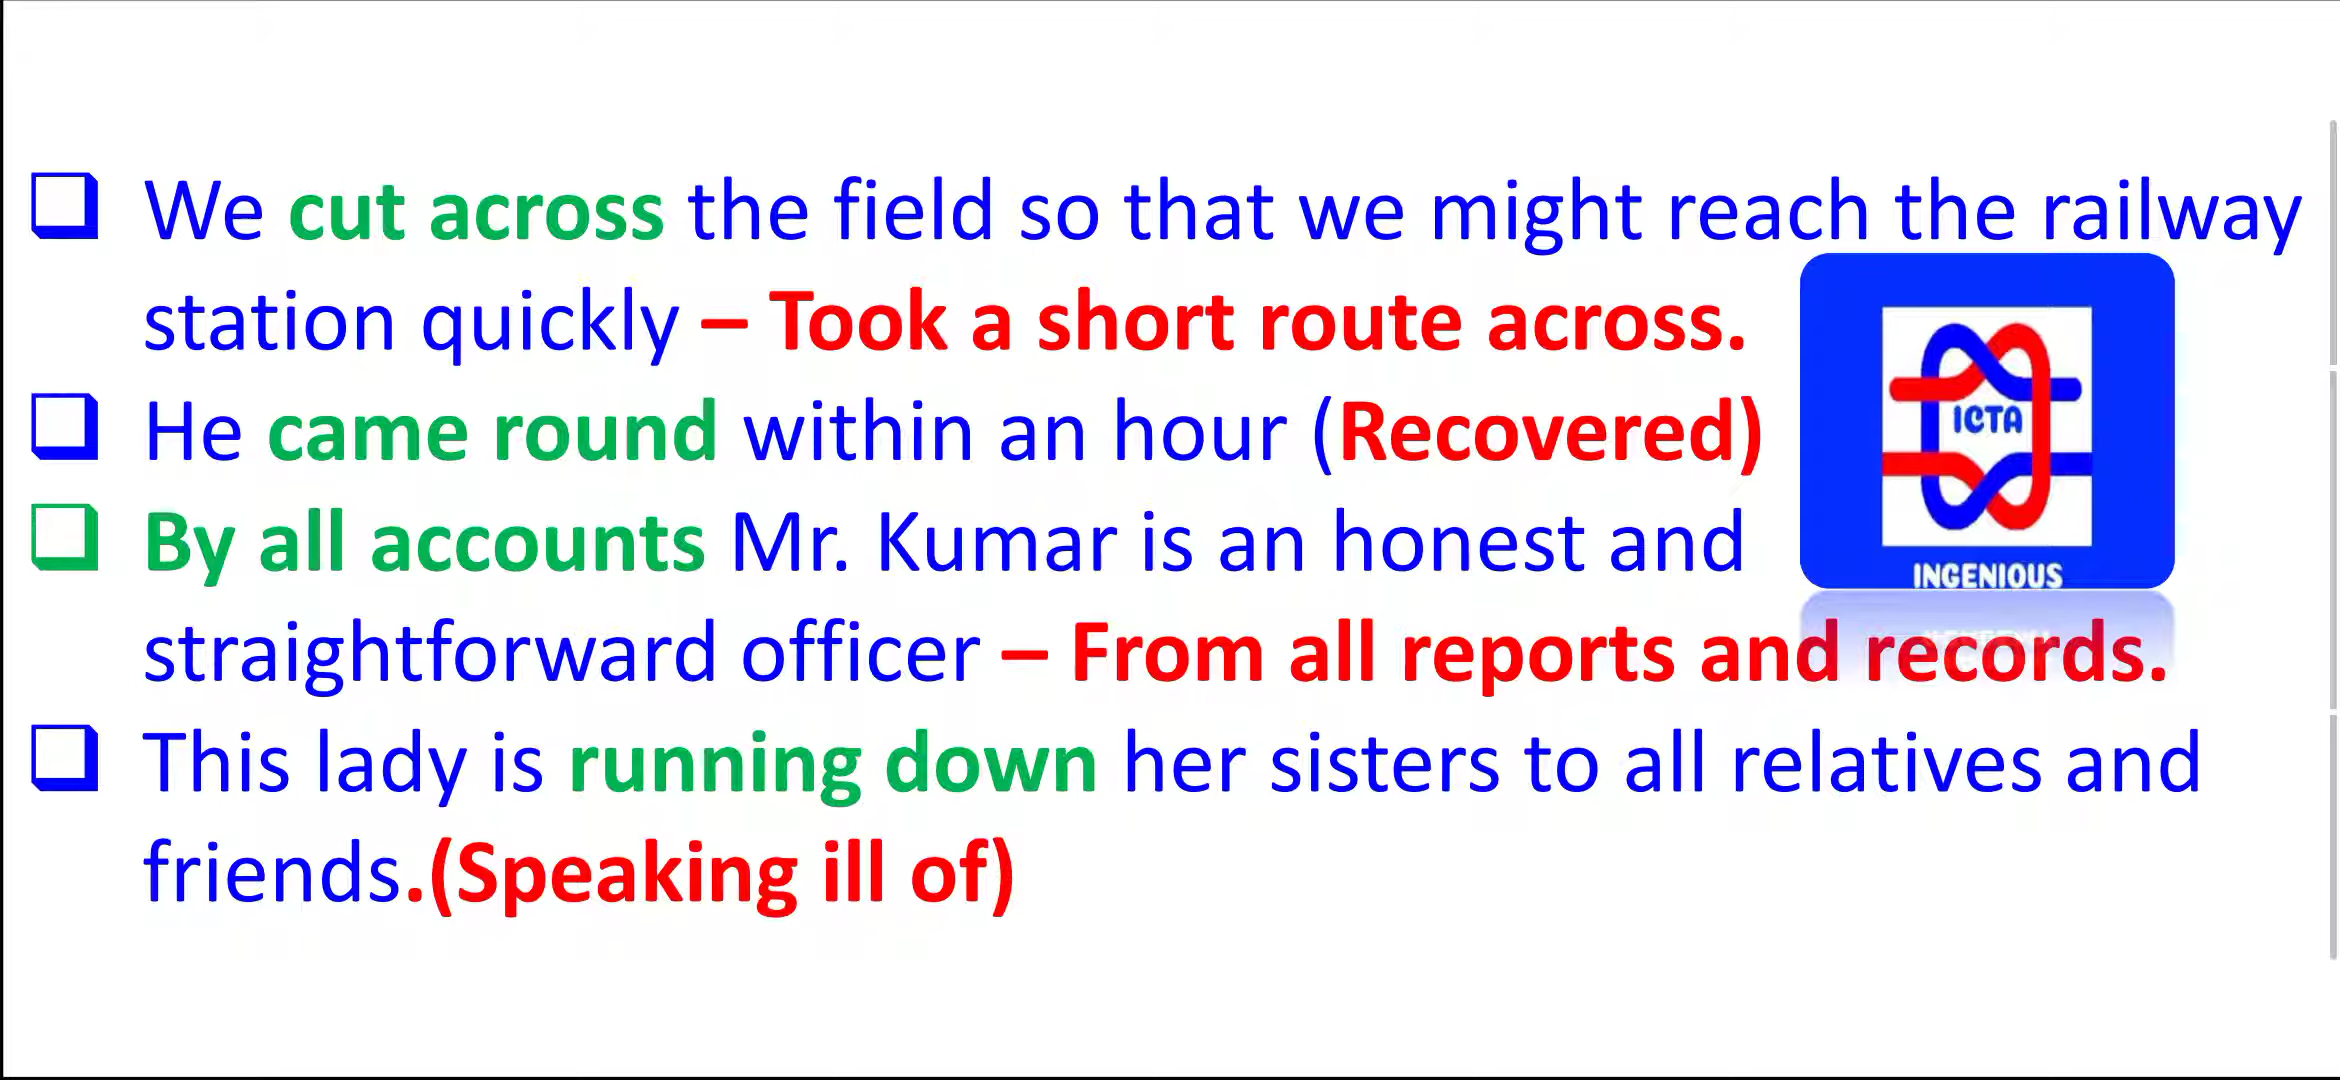 We cut across the field so that we might reach the railway
station quickly – Took a short route across.
He came round within an hour (Recovered)
By all accounts Mr. Kumar is an honest and
straightforward officer – From all reports and records.
This lady is running down her sisters to all relatives and
friends.(Speaking ill of)
ICTA
INGENIOUS